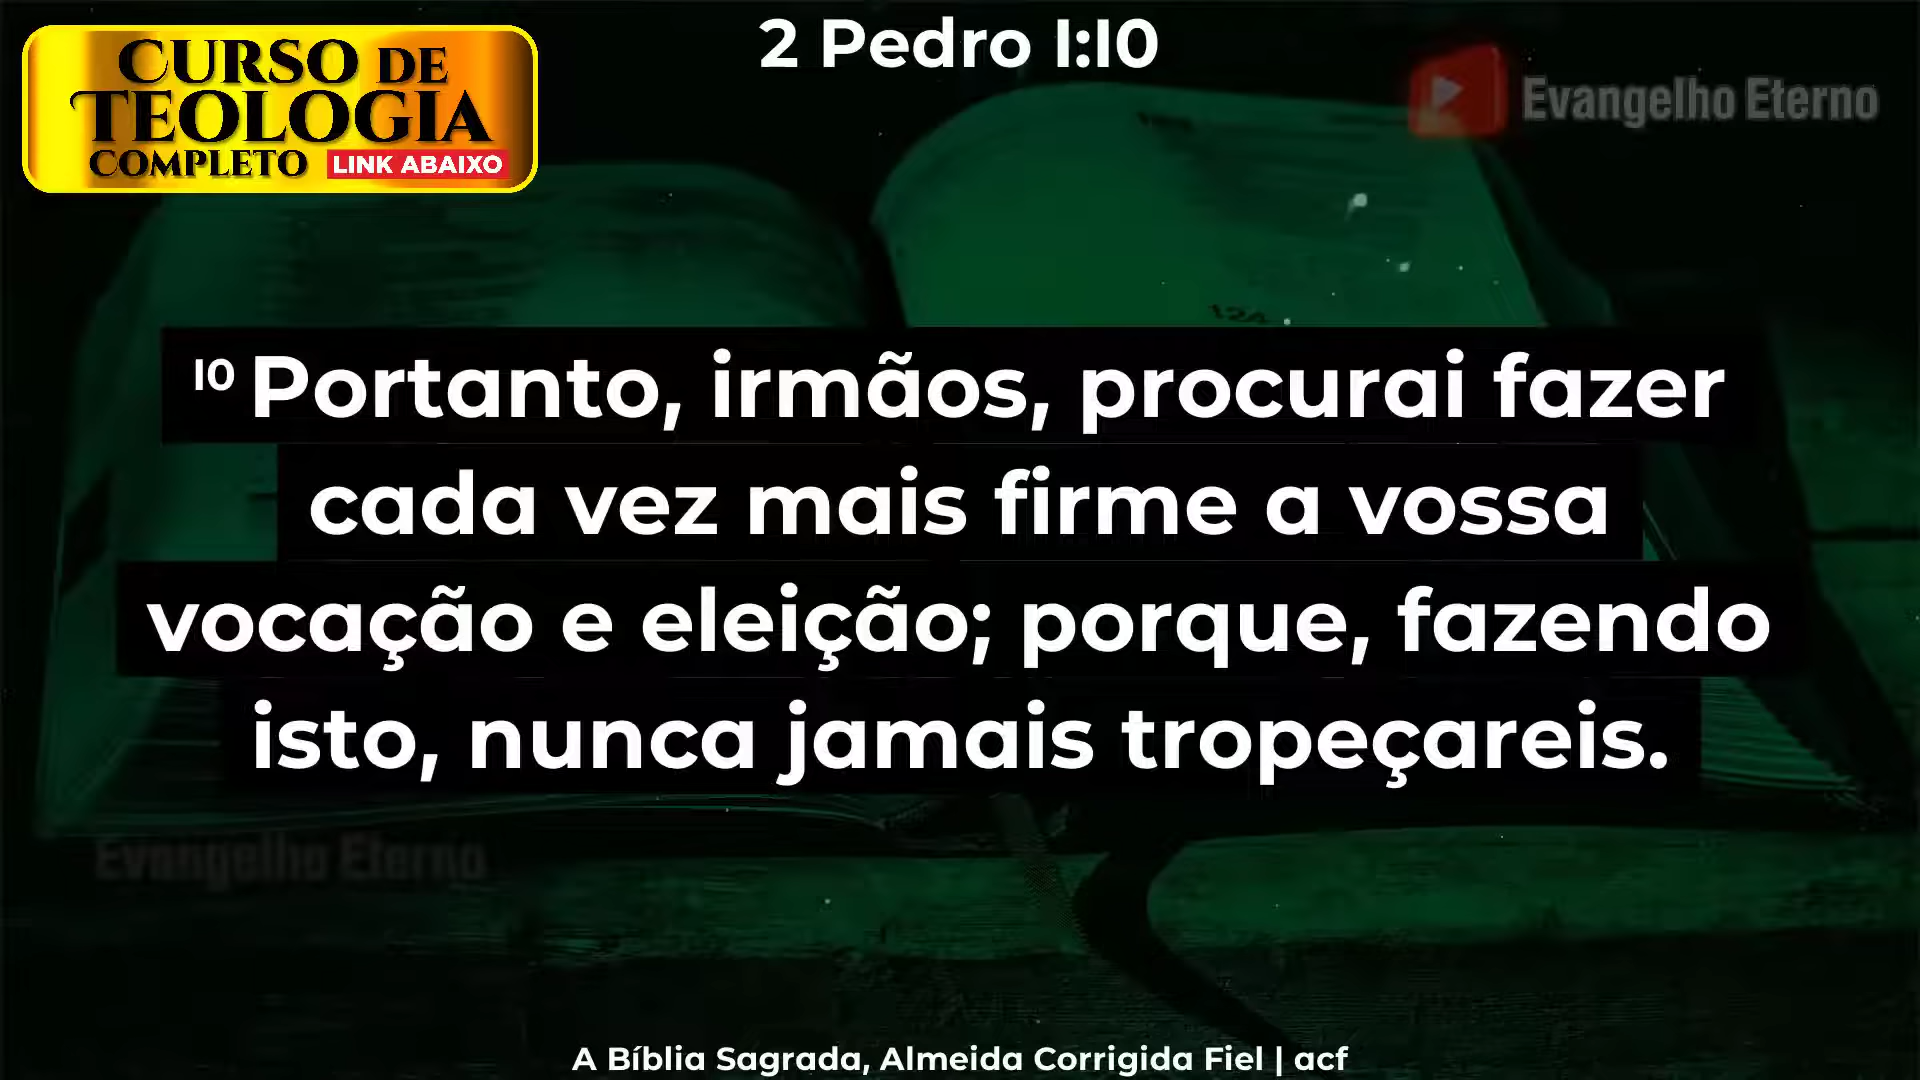 2 Pedro 1:10
CURSO DE
TEOLOGIA
COMPLETO LINK ABAIXO
Evangelho Eterno
10 Portanto, irmãos, procurai fazer
cada vez mais firme a vossa
vocação e eleição; porque, fazendo
isto, nunca jamais tropeçareis.
Evangelho Eterno
A Bíblia Sagrada, Almeida Corrigida Fiel | acf